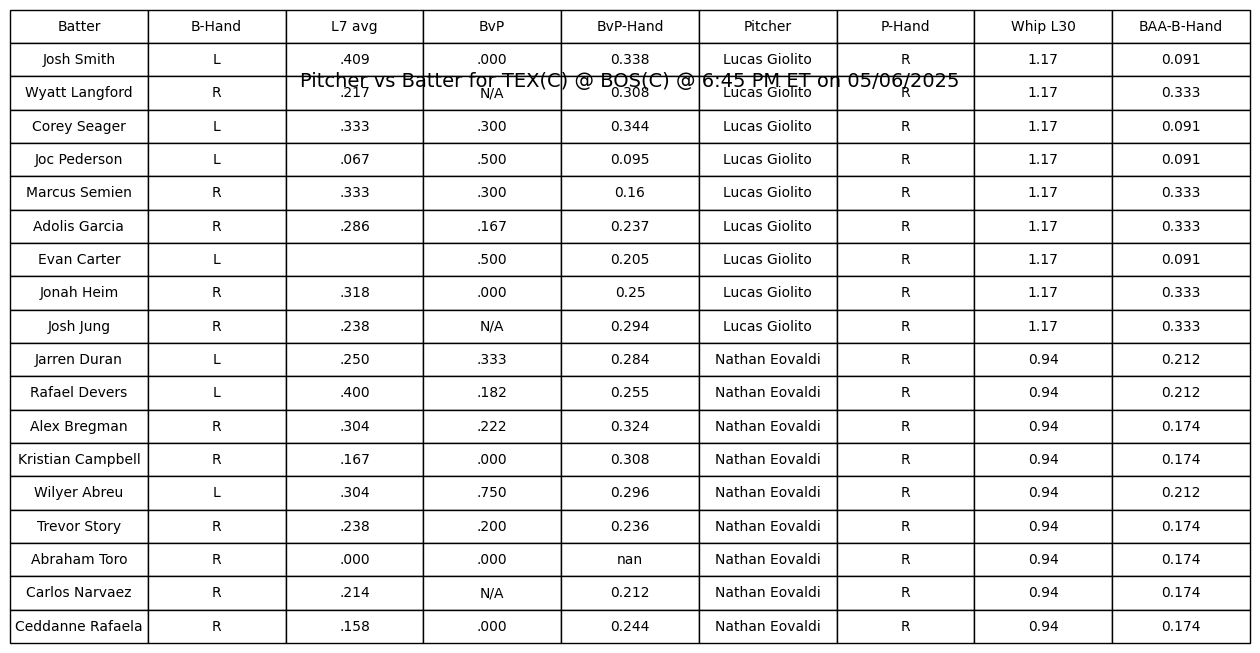 Batter B-Hand L7 avg BvP BvP-Hand Pitcher P-Hand Whip L30 BAA-B-Hand
Josh Smith L .409 .000 0.338 Lucas Giolito R 1.17 0.091
Pitcher vs Batter for TEX(C) @ BOS(C) @ 6:45 PM ET on 05/06/2025
Wyatt Langford R .217 N/A 0.308 Lucas Giolito R 1.17 0.333
Corey Seager L .333 .300 0.344 Lucas Giolito R 1.17 0.091
Joc Pederson L .067 .500 0.095 Lucas Giolito R 1.17 0.091
Marcus Semien R .333 .300 0.16 Lucas Giolito R 1.17 0.333
Adolis Garcia R .286 .167 0.237 Lucas Giolito R 1.17 0.333
Evan Carter L .500 0.205 Lucas Giolito R 1.17 0.091
Jonah Heim R .318 .000 0.25 Lucas Giolito R 1.17 0.333
Josh Jung R .238 N/A 0.294 Lucas Giolito R 1.17 0.333
Jarren Duran L .250 .333 0.284 Nathan Eovaldi R 0.94 0.212
Rafael Devers L .400 .182 0.255 Nathan Eovaldi R 0.94 0.212
Alex Bregman R .304 .222 0.324 Nathan Eovaldi R 0.94 0.174
Kristian Campbell R .167 .000 0.308 Nathan Eovaldi R 0.94 0.174
Wilyer Abreu L .304 .750 0.296 Nathan Eovaldi R 0.94 0.212
Trevor Story R .238 .200 0.236 Nathan Eovaldi R 0.94 0.174
Abraham Toro R .000 .000 nan Nathan Eovaldi R 0.94 0.174
Carlos Narvaez R .214 N/A 0.212 Nathan Eovaldi R 0.94 0.174
Ceddanne Rafaela R .158 .000 0.244 Nathan Eovaldi R 0.94 0.174